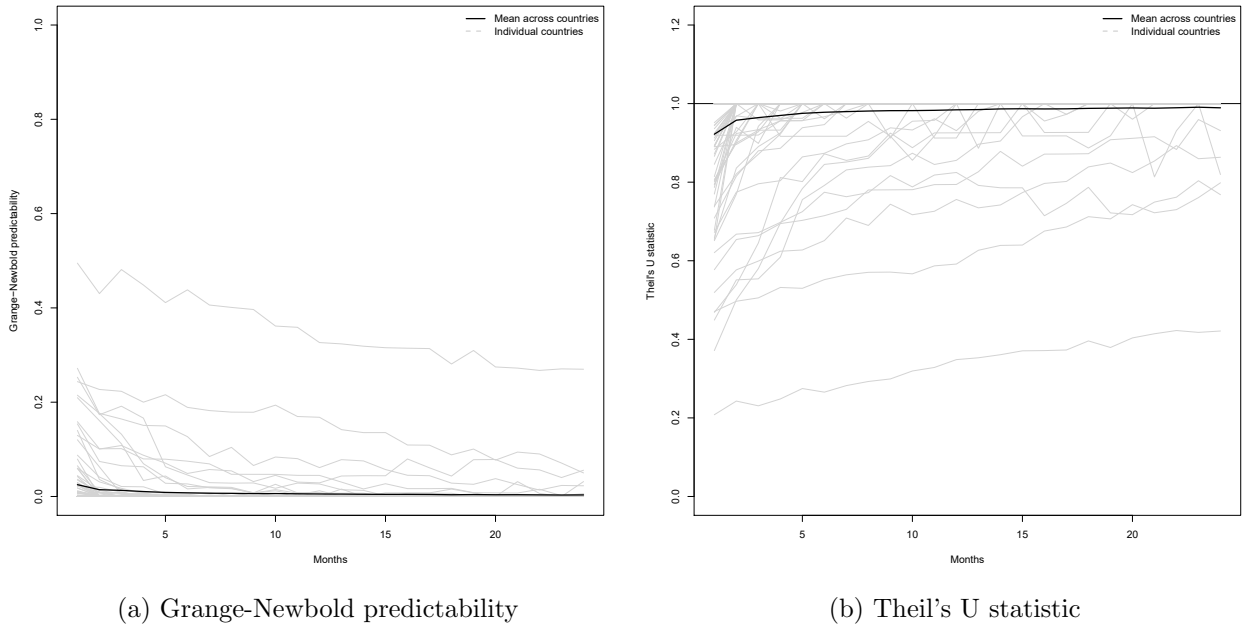 Mean across countries
Individual countries
1.0
0.8
0.6
0.4
0.2
0.0
Grange−Newbold predictability
5
10
15
20
Months
(a) Grange-Newbold predictability
Mean across countries
Individual countries
1.2
1.0
0.8
0.6
0.4
0.2
0.0
Theil's U statistic
5
10
15
20
Months
(b) Theil's U statistic